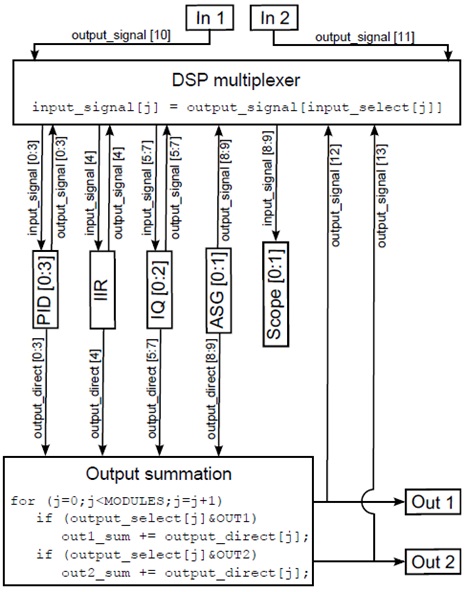 In 1
In 2
output_signal [10]
output_signal [11]
DSP multiplexer
input_signal[j] = output_signal[input_select[j]]
input_signal [0:3]
output_signal [0:3]
input_signal [4]
output_signal [4]
input_signal [5:7]
output_signal [5:7]
output_signal [8:9]
input_signal [8:9]
output_signal [12]
output_signal [13]
PID [0:3]
IIR
IQ [0:2]
ASG [0:1]
Scope [0:1]
output_direct [0:3]
output_direct [4]
output_direct [5:7]
output_direct [8:9]
Output summation
for (j=0;j<MODULES;j=j+1)
if (output_select[j]&OUT1)
out1_sum += output_direct[j];
if (output_select[j]&OUT2)
out2_sum += output_direct[j];
Out 1
Out 2